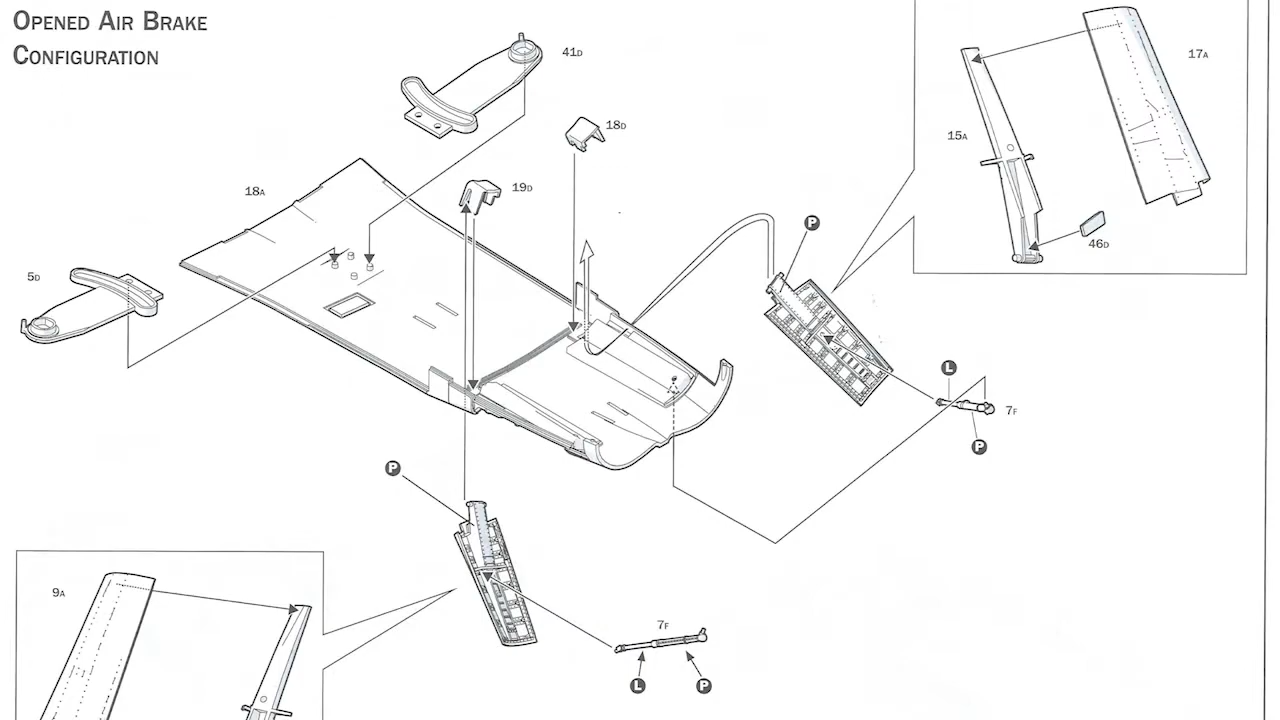 OPENED AIR BRAKE
CONFIGURATION
41D
17A
18D
15A
19D
18A
P
46D
5D
L
7F
P
P
9A
7F
L
P